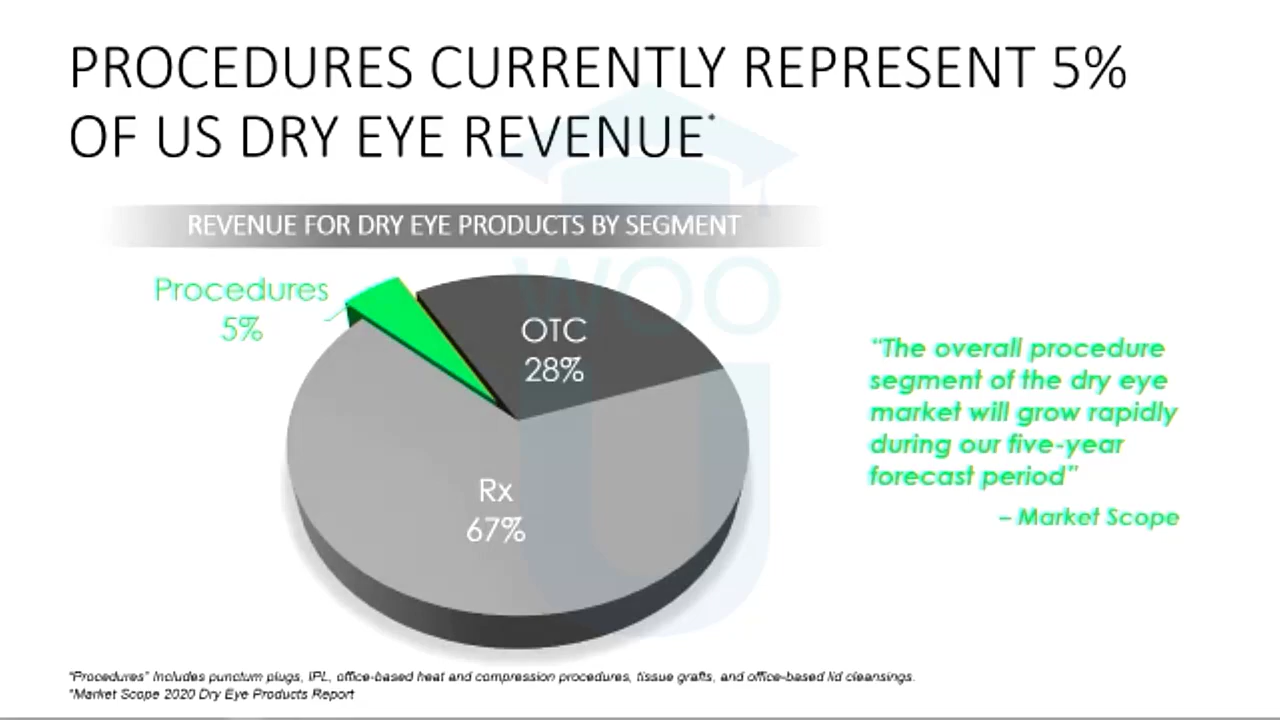 PROCEDURES CURRENTLY REPRESENT 5%
OF US DRY EYE REVENUE*
REVENUE FOR DRY EYE PRODUCTS BY SEGMENT
Procedures
5%
OTC
28%
Rx
67%
WOO
U
"The overall procedure
segment of the dry eye
market will grow rapidly
during our five-year
forecast period"
– Market Scope
"Procedures" Includes punctum plugs, IPL, office-based heat and compression procedures, tissue grafts, and office-based lid cleansings.
*Market Scope 2020 Dry Eye Products Report